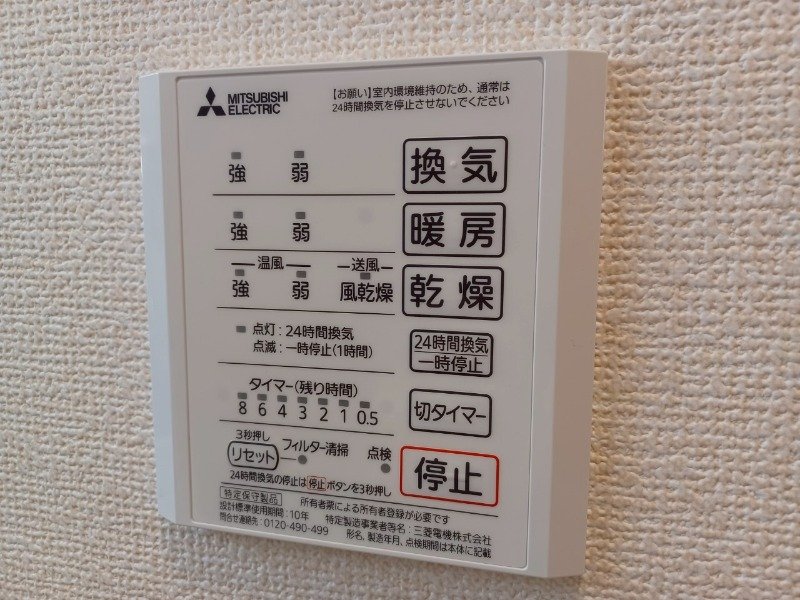 MITSUBISHI
ELECTRIC
【お願い】室内環境維持のため、通常は
24時間換気を停止させないでください
強 弱 換気
強 弱 暖房
温風 送風
強 弱 風乾燥 乾燥
点灯：24時間換気
点滅：一時停止(1時間)
24時間換気
一時停止
タイマー(残り時間)
8 6 4 3 2 1 0.5
切タイマー
3秒押し
リセット フィルター清掃 点検
停止
24時間換気の停止は停止ボタンを3秒押し
特定保守製品 所有者票による所有者登録が必要です
設計標準使用期間：10年 特定製造事業者等名：三菱電機株式会社
問合せ連絡先：0120-490-499 形名、製造年月、点検期間は本体に記載